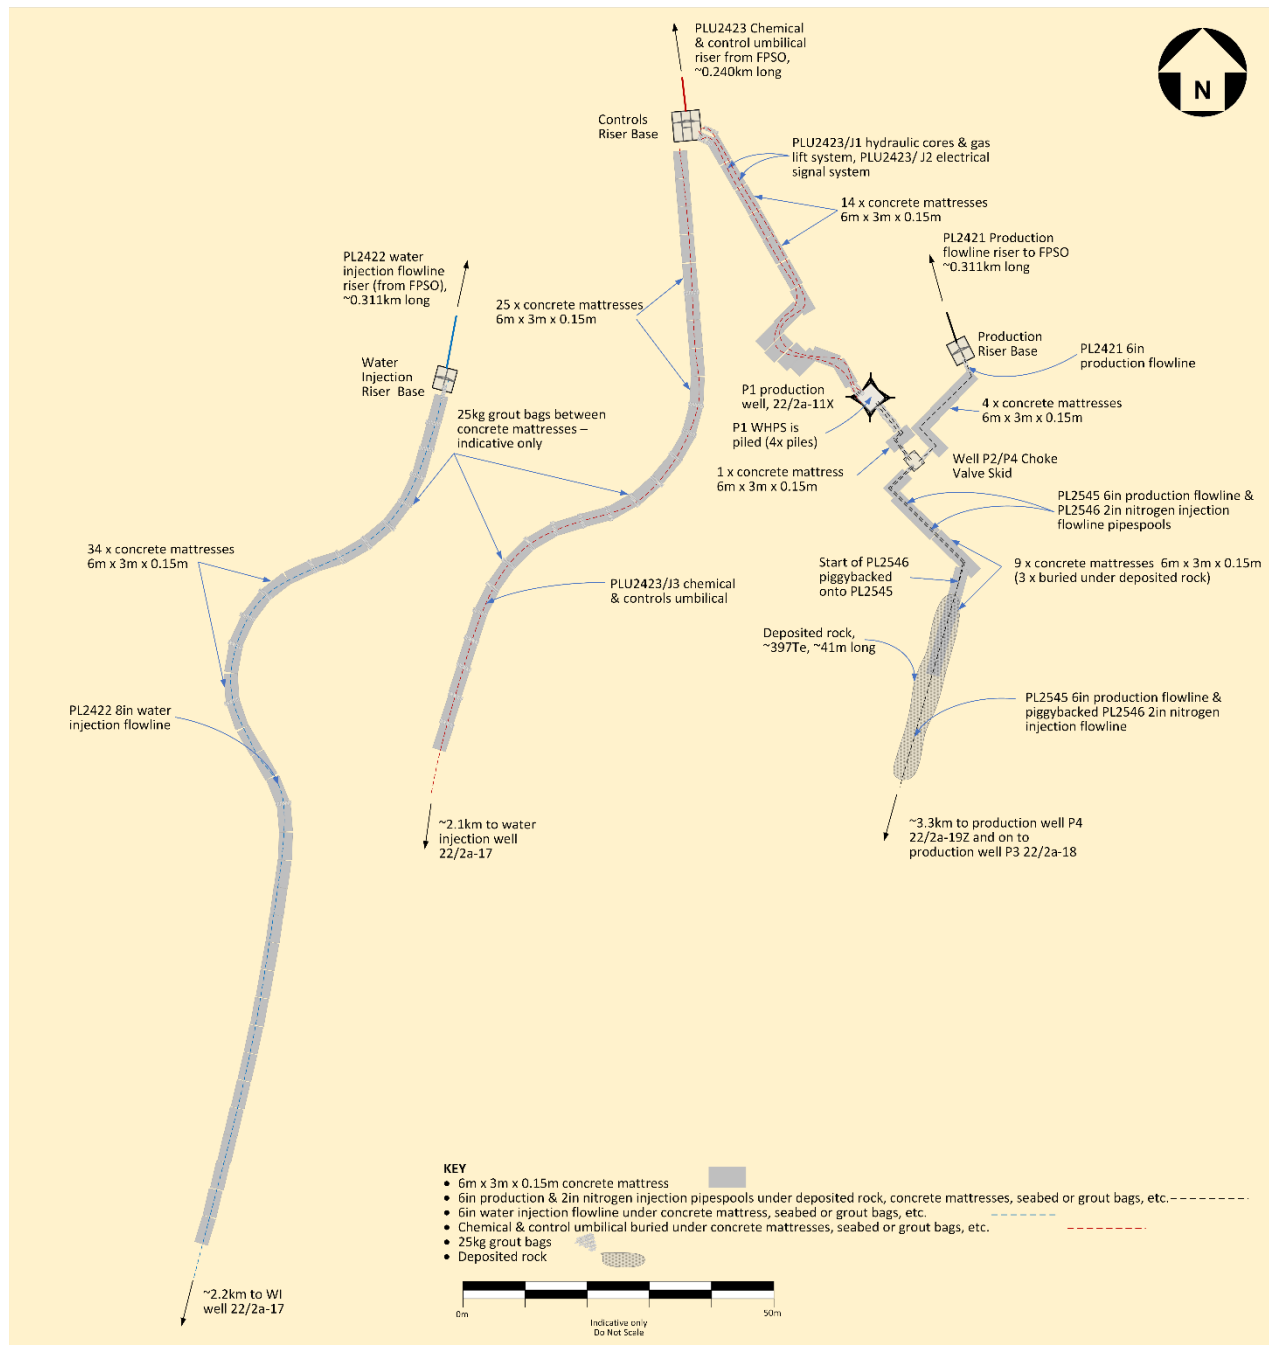 PLU2423 Chemical
& control umbilical
riser from FPSO,
~0.240km long
N
Controls
Riser Base
PLU2423/J1 hydraulic cores & gas
lift system, PLU2423/ J2 electrical
signal system
14 x concrete mattresses
6m x 3m x 0.15m
PL2421 Production
flowline riser to FPSO
~0.311km long
PL2422 water
injection flowline
riser (from FPSO),
~0.311km long
25 x concrete mattresses
6m x 3m x 0.15m
Production
Riser Base
PL2421 6in
production flowline
Water
Injection
Riser Base
P1 production
well, 22/2a-11X
4 x concrete mattresses
6m x 3m x 0.15m
25kg grout bags between
concrete mattresses –
indicative only
P1 WHPS is
piled (4x piles)
Well P2/P4 Choke
Valve Skid
1 x concrete mattress
6m x 3m x 0.15m
PL2545 6in production flowline &
PL2546 2in nitrogen injection
flowline pipespools
34 x concrete mattresses
6m x 3m x 0.15m
Start of PL2546
piggybacked
onto PL2545
9 x concrete mattresses 6m x 3m x 0.15m
(3 x buried under deposited rock)
PLU2423/J3 chemical
& controls umbilical
Deposited rock,
~397Te, ~41m long
PL2422 8in water
injection flowline
PL2545 6in production flowline &
piggybacked PL2546 2in nitrogen
injection flowline
~2.1km to water
injection well
22/2a-17
~3.3km to production well P4
22/2a-19Z and on to
production well P3 22/2a-18
KEY
• 6m x 3m x 0.15m concrete mattress
• 6in production & 2in nitrogen injection pipespools under deposited rock, concrete mattresses, seabed or grout bags, etc.
• 6in water injection flowline under concrete mattress, seabed or grout bags, etc.
• Chemical & control umbilical buried under concrete mattresses, seabed or grout bags, etc.
• 25kg grout bags
• Deposited rock
~2.2km to WI
well 22/2a-17
0m
50m
Indicative only
Do Not Scale